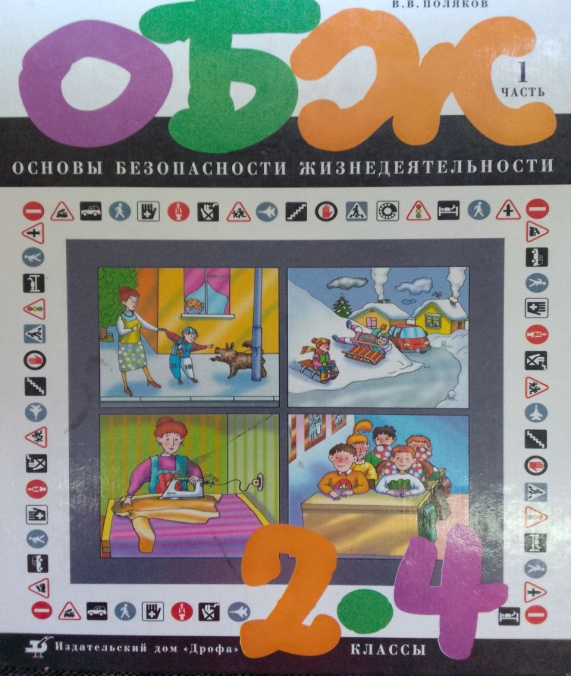 В. В. ПОЛЯКОВ
ОБЖ
1
ЧАСТЬ
ОСНОВЫ БЕЗОПАСНОСТИ ЖИЗНЕДЕЯТЕЛЬНОСТИ
2-4
Издательский дом «Дрофа»
КЛАССЫ